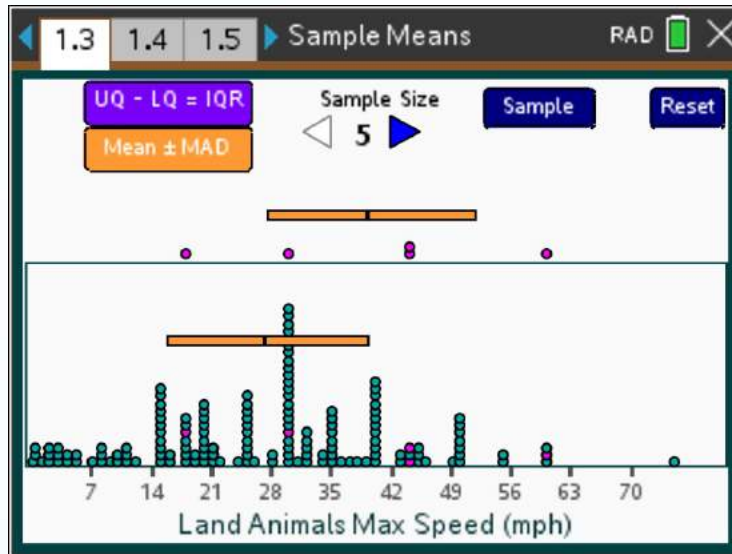 1.3 1.4 1.5 Sample Means RAD
UQ - LQ = IQR
Mean ± MAD
Sample Size
5
Sample
Reset
7 14 21 28 35 42 49 56 63 70
Land Animals Max Speed (mph)